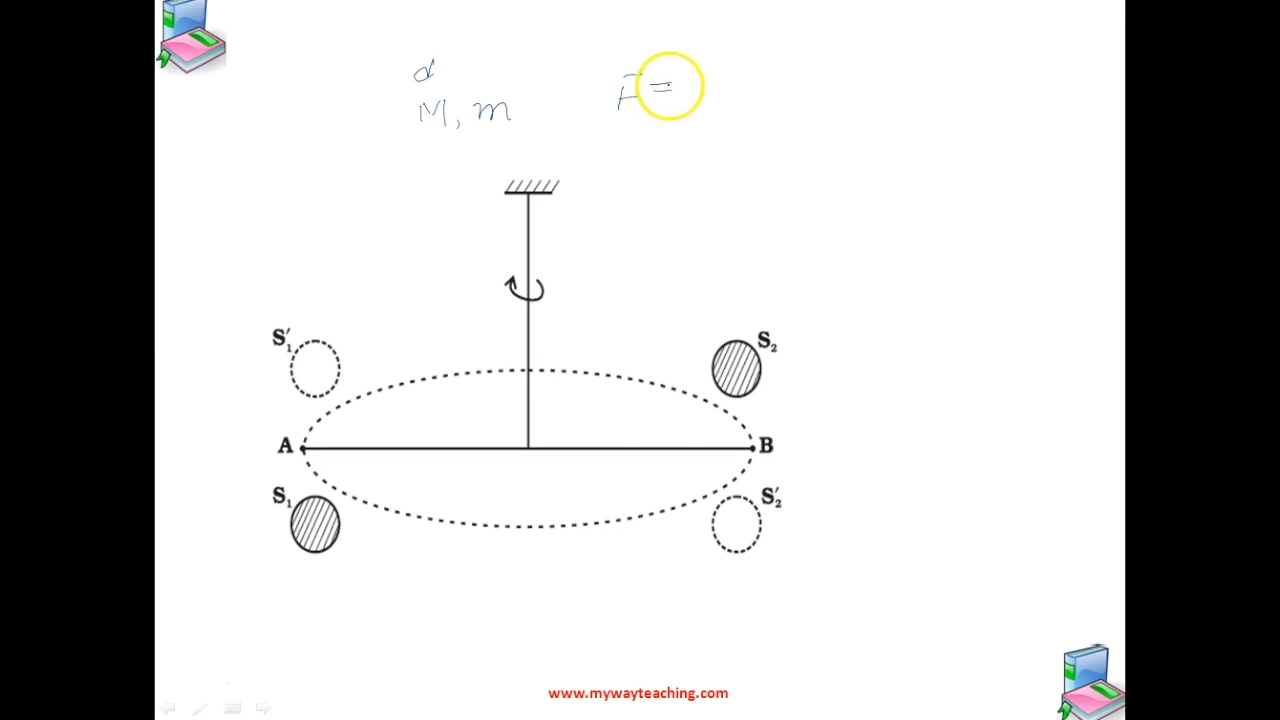 d
M, m
F =
S₁′
S₂
A
B
S₁
S₂′
www.mywayteaching.com